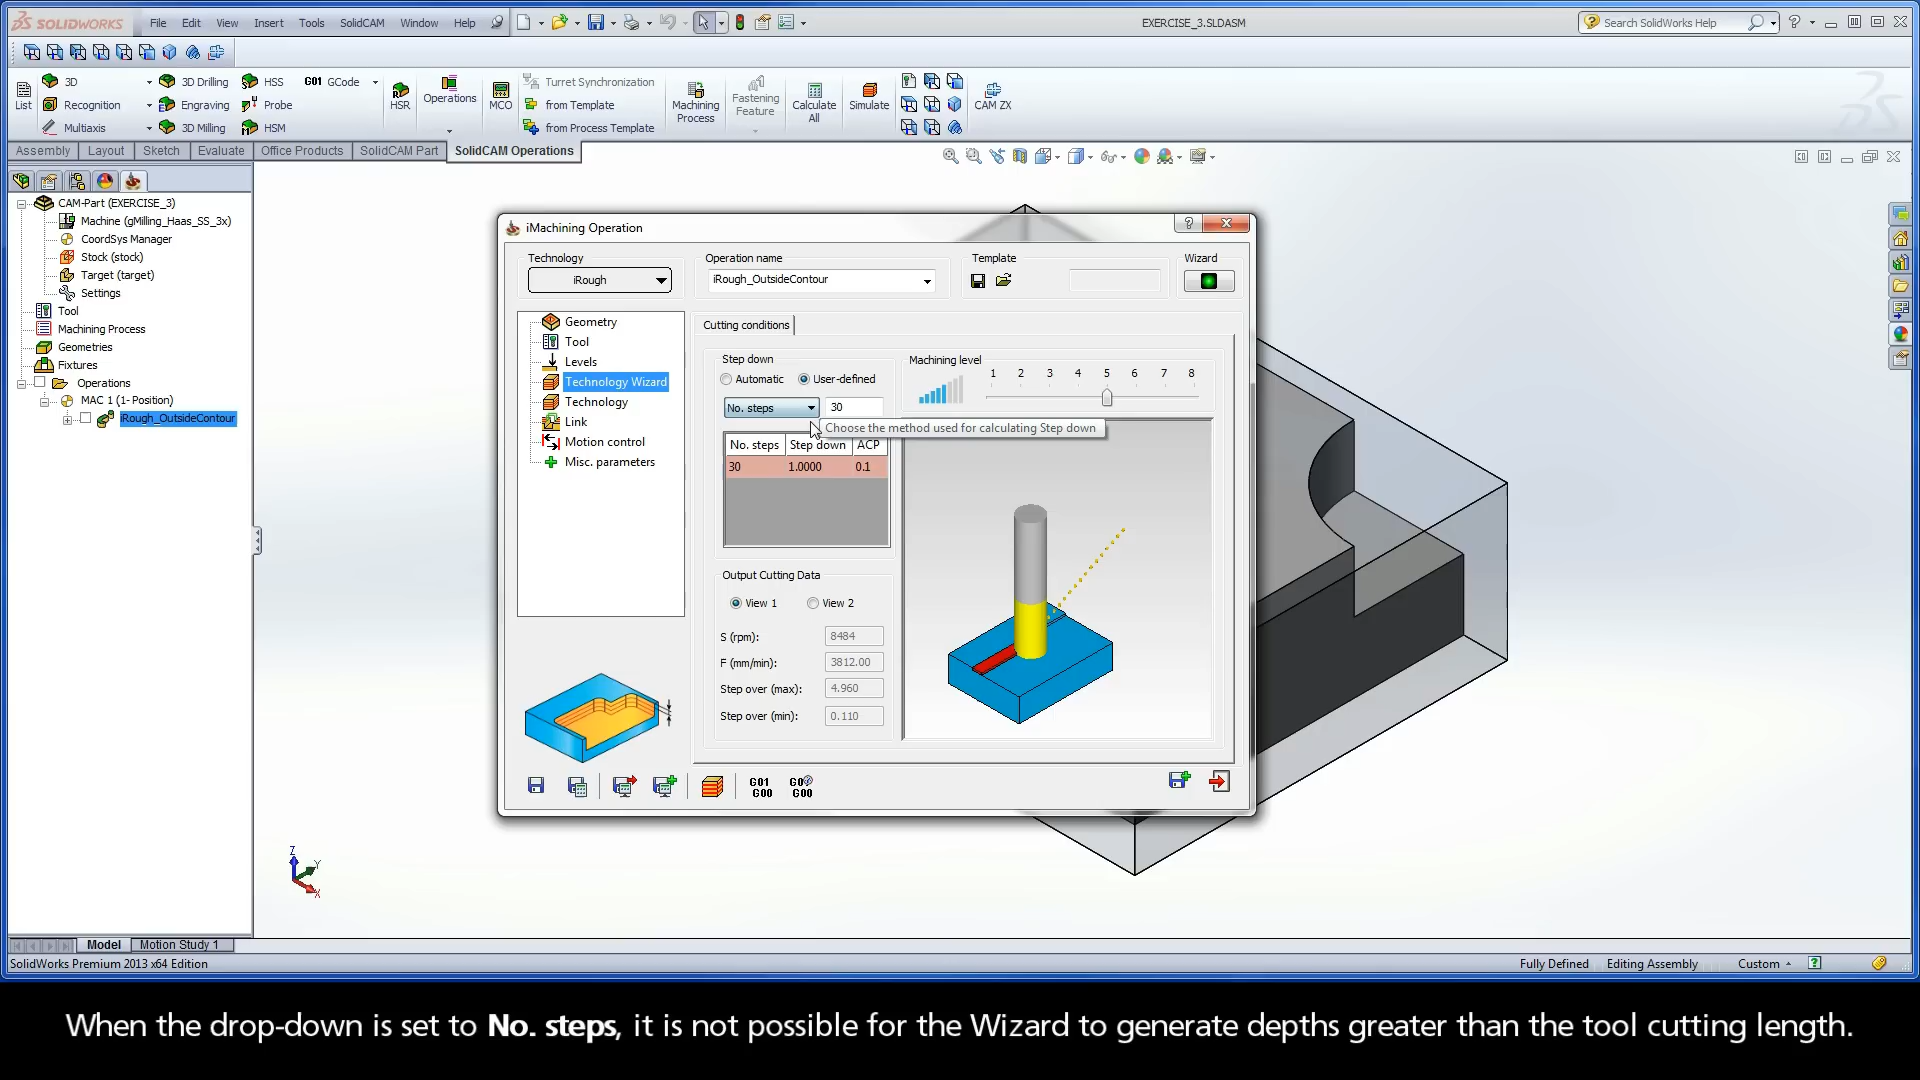 SOLIDWORKS File Edit View Insert Tools SolidCAM Window Help EXERCISE_3.SLDASM Search SolidWorks Help
3D 3D Drilling HSS G01 GCode Turret Synchronization
List Recognition Engraving Probe HSR Operations MCO from Template Machining Process Fastening Feature Calculate All Simulate CAM ZX
Multiaxis 3D Milling HSM from Process Template
Assembly Layout Sketch Evaluate Office Products SolidCAM Part SolidCAM Operations
CAM-Part (EXERCISE_3)
Machine (gMilling_Haas_SS_3x)
CoordSys Manager
Stock (stock)
Target (target)
Settings
Tool
Machining Process
Geometries
Fixtures
Operations
MAC 1 (1- Position)
iRough_OutsideContour
iMachining Operation
Technology Operation name Template Wizard
iRough iRough_OutsideContour
Geometry
Tool
Levels
Technology Wizard
Technology
Link
Motion control
Misc. parameters
Cutting conditions
Step down Machining level
Automatic User-defined 1 2 3 4 5 6 7 8
No. steps 30
Choose the method used for calculating Step down
No. steps Step down ACP
30 1.0000 0.1
Output Cutting Data
View 1 View 2
S (rpm): 8484
F (mm/min): 3812.00
Step over (max): 4.960
Step over (min): 0.110
G01 G00 G0 G00
Z Y X
Model Motion Study 1
SolidWorks Premium 2013 x64 Edition Fully Defined Editing Assembly Custom
When the drop-down is set to No. steps, it is not possible for the Wizard to generate depths greater than the tool cutting length.